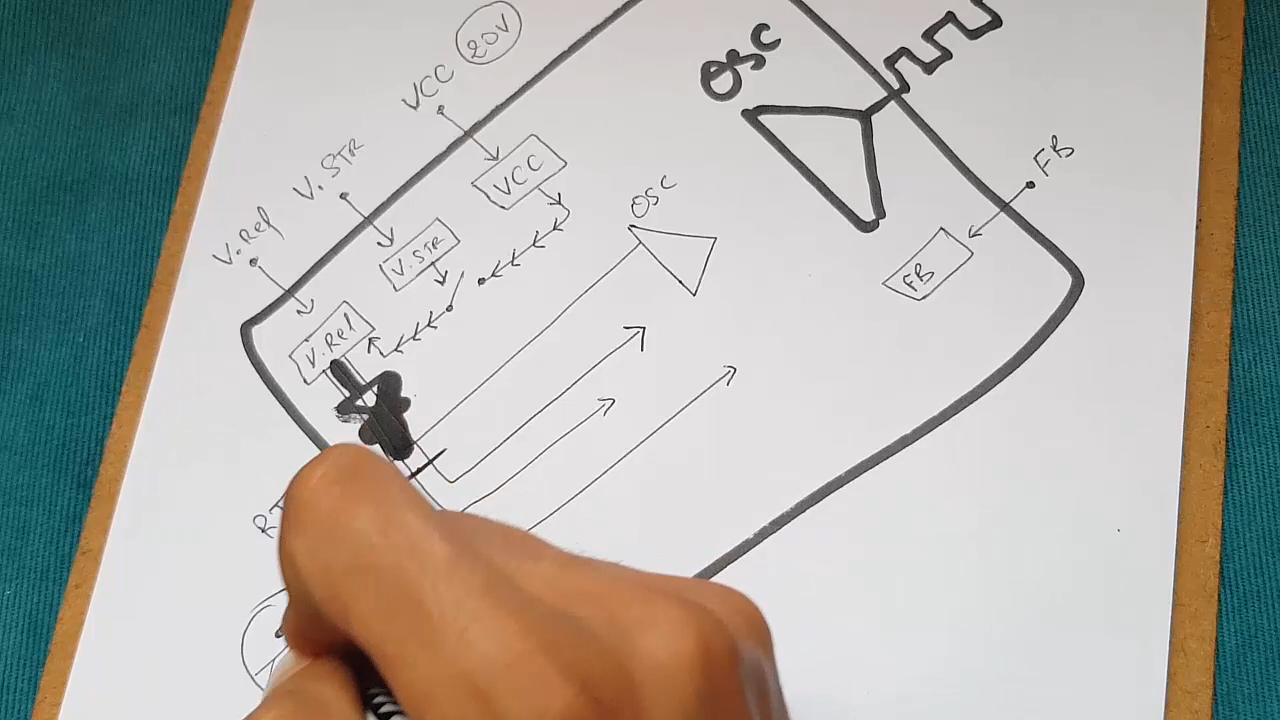 VCC 20V
VCC
V.STR
V.STR
V.Ref
V.Ref
OSC
OSC
FB
FB